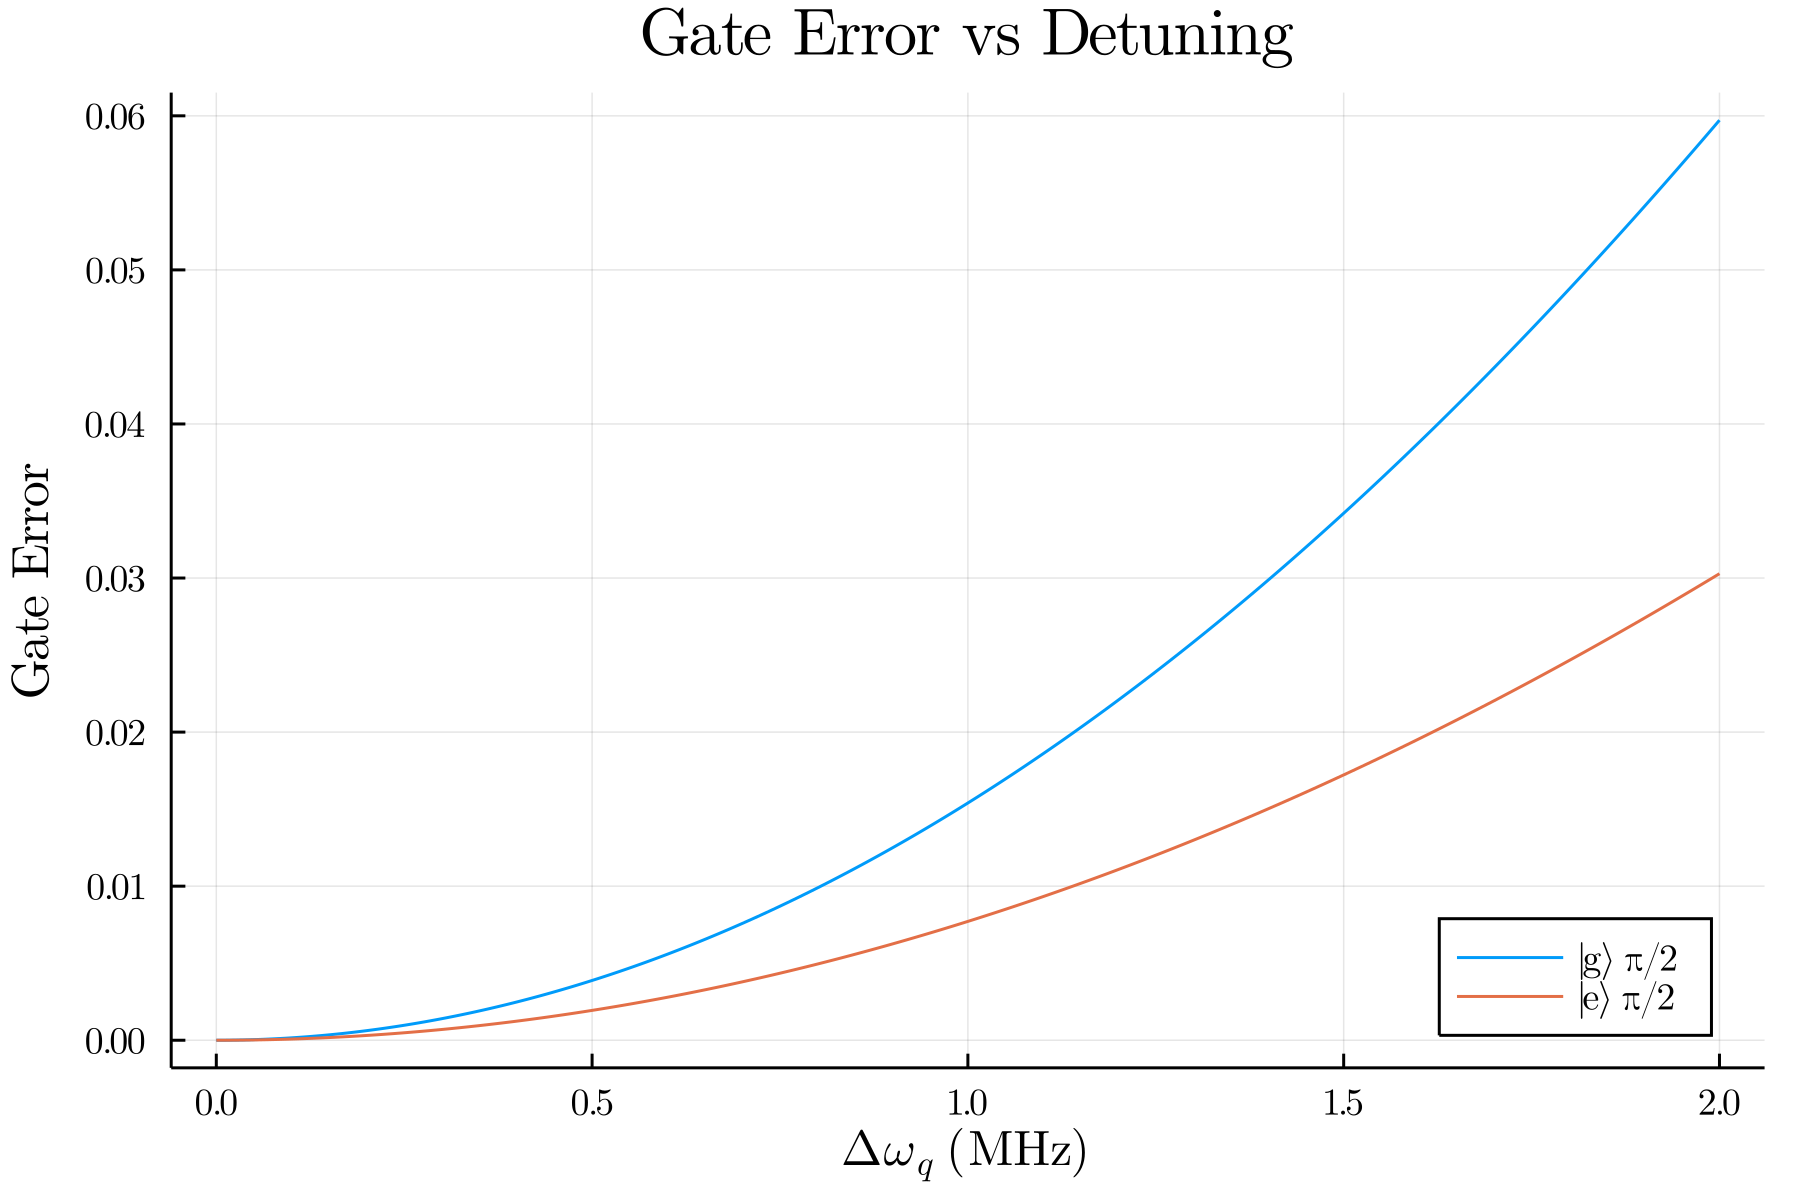 Gate Error vs Detuning
Gate Error
0.06
0.05
0.04
0.03
0.02
0.01
0.00
|g⟩ π/2
|e⟩ π/2
0.0 0.5 1.0 1.5 2.0
Δω_q (MHz)